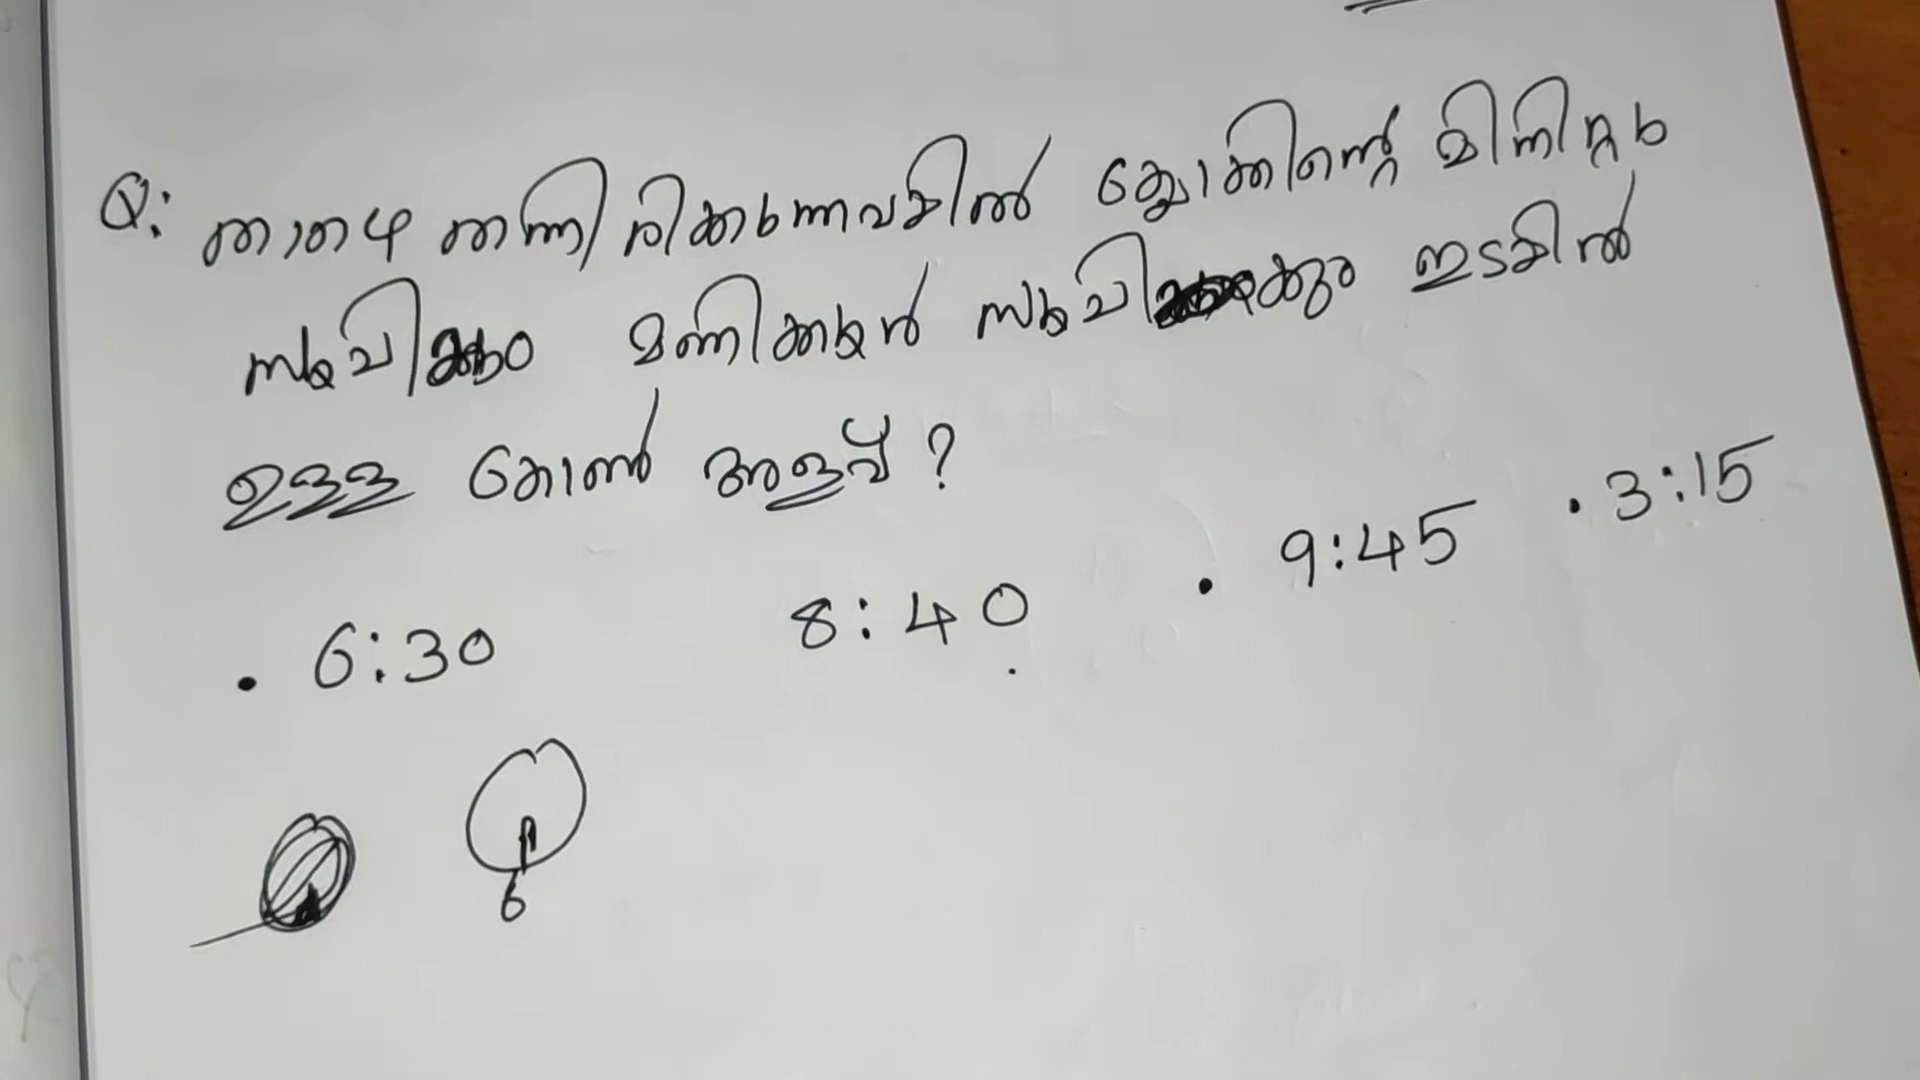 Q: താഴെ തന്നിരിക്കുന്നവയിൽ ക്ലോക്കിന്റെ മിനിറ്റു
സൂചി മണിക്കൂർ സൂചിക്കും ഇടയിൽ
ഉള്ള കോൺ അളവ് ?
. 6:30 8:40 . 9:45 . 3:15
6